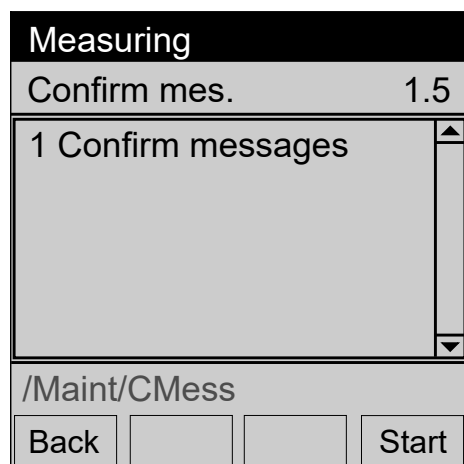 Measuring
Confirm mes. 1.5
1 Confirm messages
/Maint/CMess
Back Start